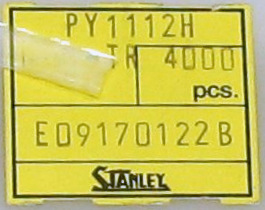 PY1112H
TR 4000
pcs.
E09170122B
STANLEY